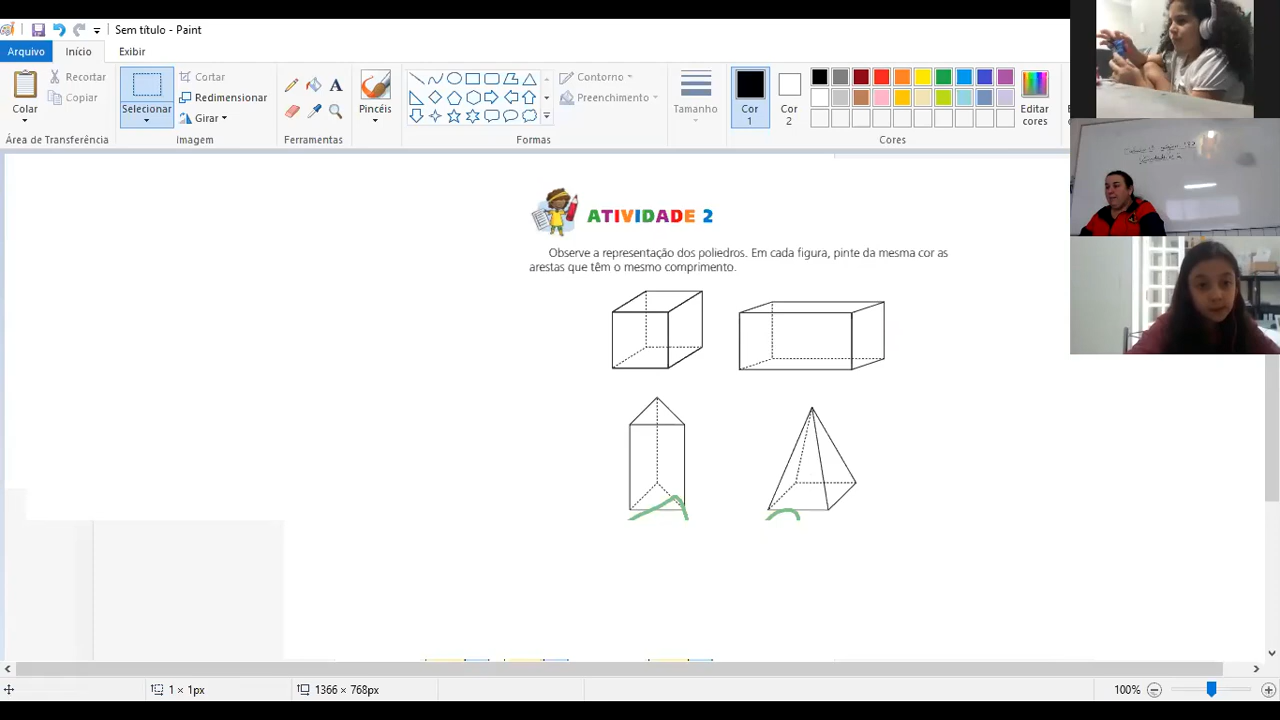 Sem título - Paint
Arquivo Início Exibir
Colar
Recortar
Copiar
Área de Transferência
Selecionar
Cortar
Redimensionar
Girar
Imagem
A
Ferramentas
Pincéis
Contorno
Preenchimento
Formas
Tamanho
Cor
1
Cor
2
Editar
cores
Cores
ATIVIDADE 2
Observe a representação dos poliedros. Em cada figura, pinte da mesma cor as
arestas que têm o mesmo comprimento.
1 × 1px 1366 × 768px 100%